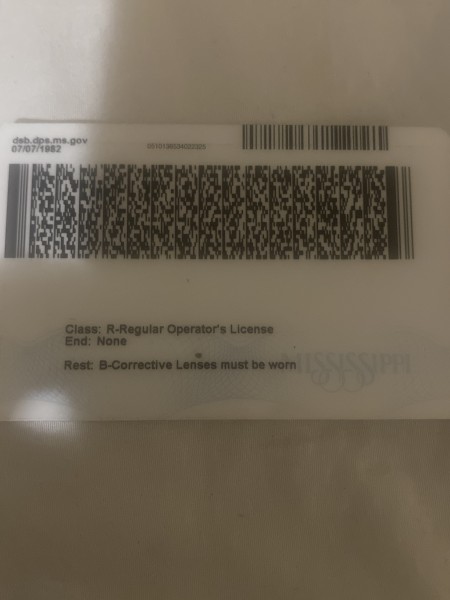 dsb.dps.ms.gov
07/07/1982
Class: R-Regular Operator's License
End: None
Rest: B-Corrective Lenses must be worn
MISSISSIPPI